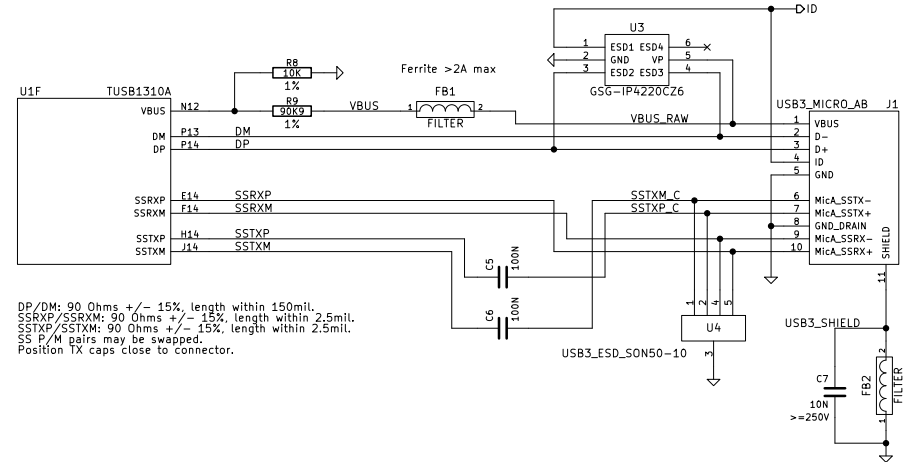 ID
U3
1 ESD1 ESD4 6
2 GND VP 5
3 ESD2 ESD3 4
GSG-IP4220CZ6
R8
10K
1%
Ferrite >2A max
U1F TUSB1310A
R9
90K9
1%
VBUS
FB1
1 2
FILTER
VBUS_RAW
USB3_MICRO_AB J1
VBUS N12
DM P13 DM
DP P14 DP
1 VBUS
2 D-
3 D+
4 ID
5 GND
SSRXP E14 SSRXP
SSRXM F14 SSRXM
SSTXP H14 SSTXP
SSTXM J14 SSTXM
SSTXM_C
SSTXP_C
6 MicA_SSTX-
7 MicA_SSTX+
8 GND_DRAIN
9 MicA_SSRX-
10 MicA_SSRX+
SHIELD
11
C5
100N
C6
100N
1 2 4 5
U4
3
USB3_ESD_SON50-10
DP/DM: 90 Ohms +/- 15%, length within 150mil.
SSRXP/SSRXM: 90 Ohms +/- 15%, length within 2.5mil.
SSTXP/SSTXM: 90 Ohms +/- 15%, length within 2.5mil.
SS P/M pairs may be swapped.
Position TX caps close to connector.
USB3_SHIELD
C7
10N
>=250V
FB2
2
1
FILTER